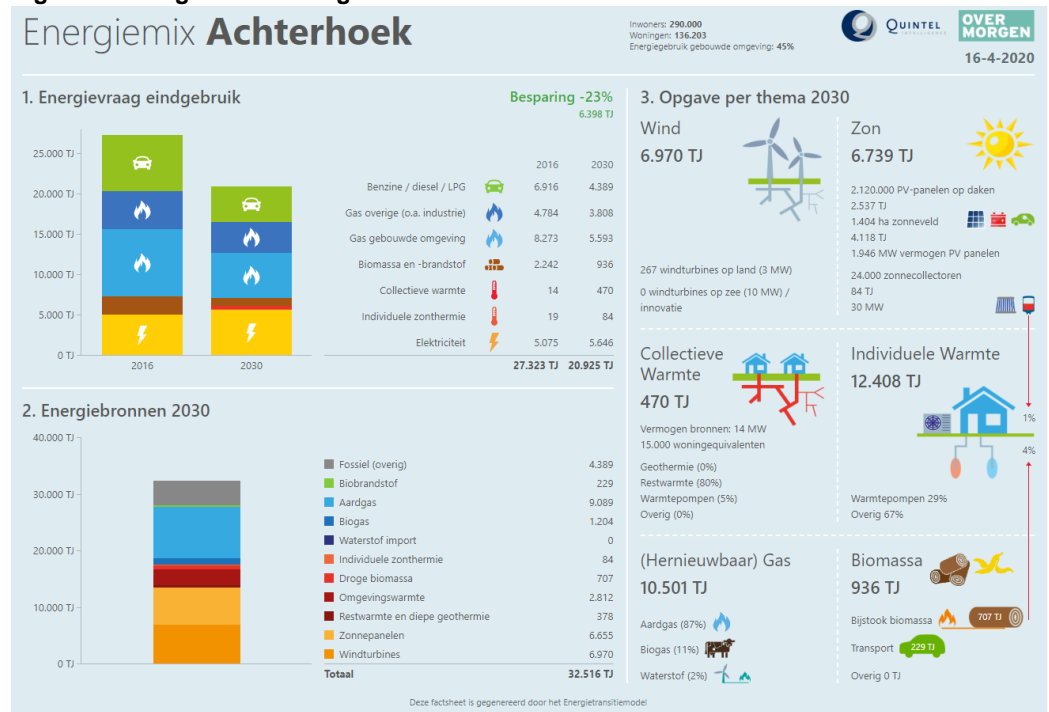 Energiemix Achterhoek
Inwoners: 290.000
Woningen: 136.203
Energiegebruik gebouwde omgeving: 45%
QUINTEL
INTELLIGENCE
OVER
MORGEN
16-4-2020
1. Energievraag eindgebruik
Besparing -23%
6.398 TJ
25.000 TJ
20.000 TJ
15.000 TJ
10.000 TJ
5.000 TJ
0 TJ
2016 2030
2016 2030
Benzine / diesel / LPG 6.916 4.389
Gas overige (o.a. industrie) 4.784 3.808
Gas gebouwde omgeving 8.273 5.593
Biomassa en -brandstof 2.242 936
Collectieve warmte 14 470
Individuele zonthermie 19 84
Elektriciteit 5.075 5.646
27.323 TJ 20.925 TJ
2. Energiebronnen 2030
40.000 TJ
30.000 TJ
20.000 TJ
10.000 TJ
0 TJ
Fossiel (overig) 4.389
Biobrandstof 229
Aardgas 9.089
Biogas 1.204
Waterstof import 0
Individuele zonthermie 84
Droge biomassa 707
Omgevingswarmte 2.812
Restwarmte en diepe geothermie 378
Zonnepanelen 6.655
Windturbines 6.970
Totaal 32.516 TJ
3. Opgave per thema 2030
Wind
6.970 TJ
267 windturbines op land (3 MW)
0 windturbines op zee (10 MW) /
innovatie
Zon
6.739 TJ
2.120.000 PV-panelen op daken
2.537 TJ
1.404 ha zonneveld
4.118 TJ
1.946 MW vermogen PV panelen
24.000 zonnecollectoren
84 TJ
30 MW
Collectieve
Warmte
470 TJ
Vermogen bronnen: 14 MW
15.000 woningequivalenten
Geothermie (0%)
Restwarmte (80%)
Warmtepompen (5%)
Overig (0%)
Individuele Warmte
12.408 TJ
1%
4%
Warmtepompen 29%
Overig 67%
(Hernieuwbaar) Gas
10.501 TJ
Aardgas (87%)
Biogas (11%)
Waterstof (2%)
Biomassa
936 TJ
Bijstook biomassa 707 TJ
Transport 229 TJ
Overig 0 TJ
Deze factsheet is gegenereerd door het Energietransitiemodel